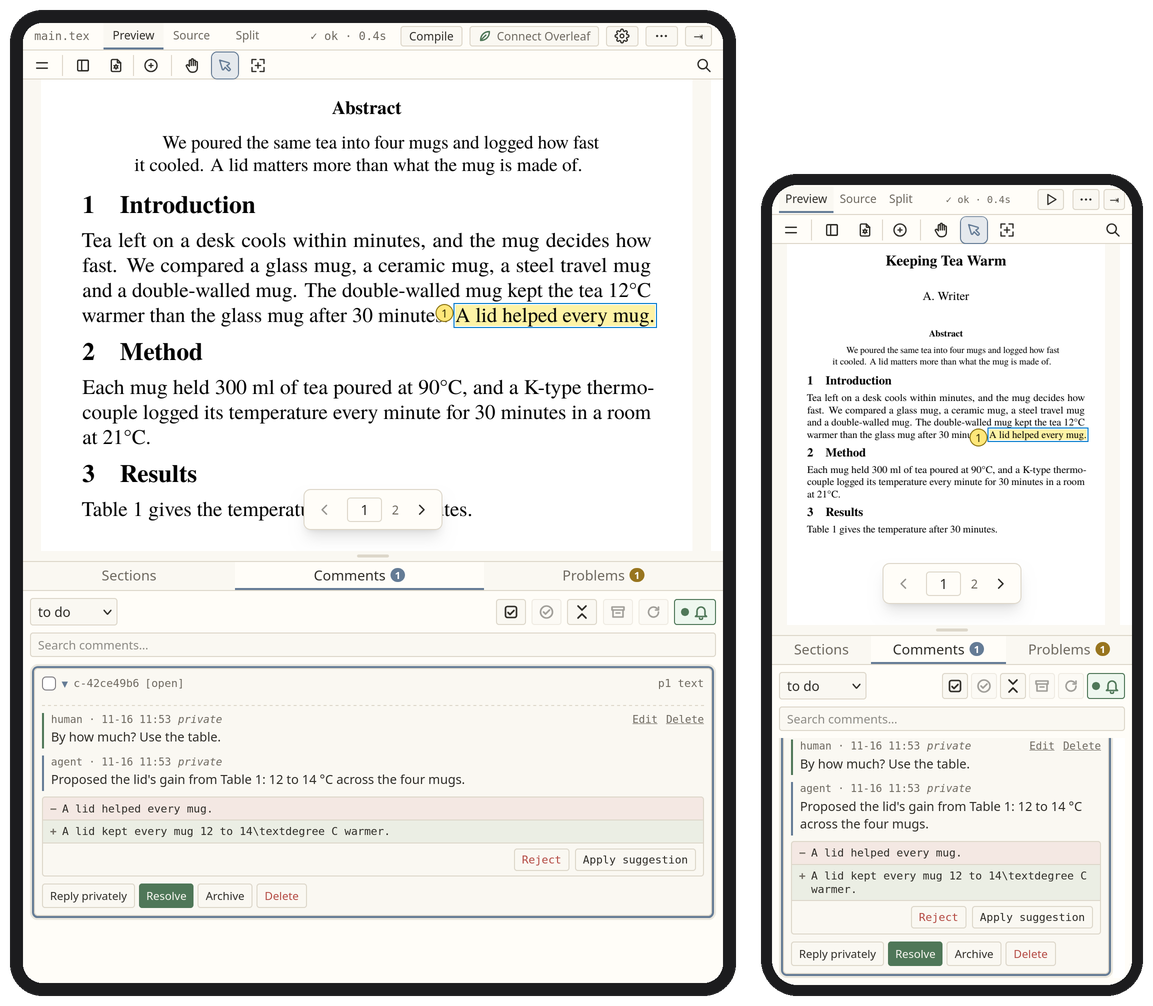 main.tex Preview Source Split ✓ ok · 0.4s Compile Connect Overleaf ···
Abstract
We poured the same tea into four mugs and logged how fast
it cooled. A lid matters more than what the mug is made of.
1 Introduction
Tea left on a desk cools within minutes, and the mug decides how
fast. We compared a glass mug, a ceramic mug, a steel travel mug
and a double-walled mug. The double-walled mug kept the tea 12°C
warmer than the glass mug after 30 minute 1 A lid helped every mug.
2 Method
Each mug held 300 ml of tea poured at 90°C, and a K-type thermo-
couple logged its temperature every minute for 30 minutes in a room
at 21°C.
3 Results
Table 1 gives the temperatu tes.
1 2
Sections Comments 1 Problems 1
to do
Search comments...
c-42ce49b6 [open] p1 text
human · 11-16 11:53 private Edit Delete
By how much? Use the table.
agent · 11-16 11:53 private
Proposed the lid's gain from Table 1: 12 to 14 °C across the four mugs.
− A lid helped every mug.
+ A lid kept every mug 12 to 14\textdegree C warmer.
Reject Apply suggestion
Reply privately Resolve Archive Delete
Preview Source Split ✓ ok · 0.4s ···
Keeping Tea Warm
A. Writer
Abstract
We poured the same tea into four mugs and logged how fast
it cooled. A lid matters more than what the mug is made of.
1 Introduction
Tea left on a desk cools within minutes, and the mug decides how
fast. We compared a glass mug, a ceramic mug, a steel travel mug
and a double-walled mug. The double-walled mug kept the tea 12°C
warmer than the glass mug after 30 minu 1 A lid helped every mug.
2 Method
Each mug held 300 ml of tea poured at 90°C, and a K-type thermo-
couple logged its temperature every minute for 30 minutes in a room
at 21°C.
3 Results
Table 1 gives the temperature after 30 minutes.
1 2
Sections Comments 1 Problems 1
to do
Search comments...
human · 11-16 11:53 private Edit Delete
By how much? Use the table.
agent · 11-16 11:53 private
Proposed the lid's gain from Table 1: 12 to 14 °C
across the four mugs.
− A lid helped every mug.
+ A lid kept every mug 12 to 14\textdegree C
warmer.
Reject Apply suggestion
Reply privately Resolve Archive Delete